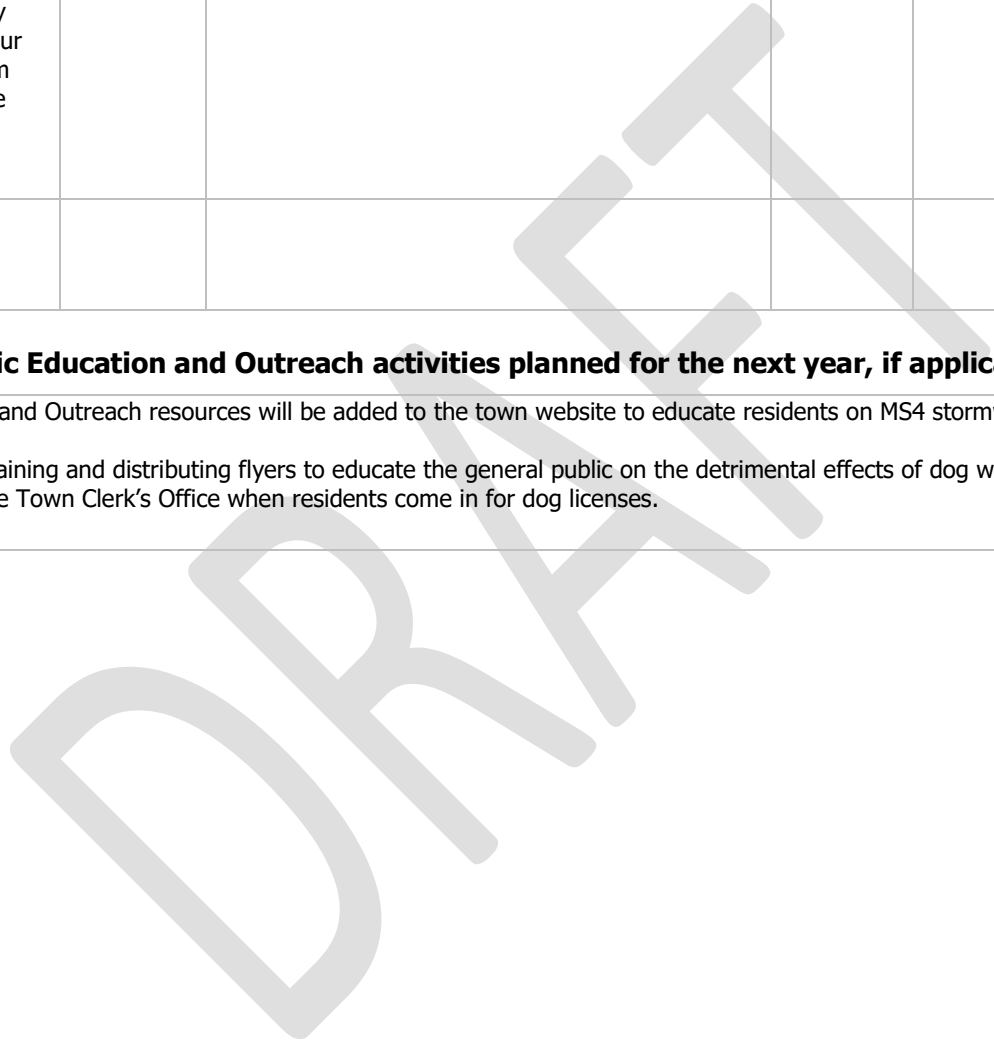 ur
e
ic Education and Outreach activities planned for the next year, if applic
and Outreach resources will be added to the town website to educate residents on MS4 storm
aining and distributing flyers to educate the general public on the detrimental effects of dog w
e Town Clerk’s Office when residents come in for dog licenses.
DRAFT